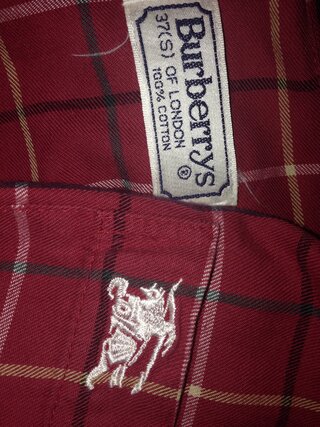 Burberrys ®
37(S) OF LONDON
100% COTTON